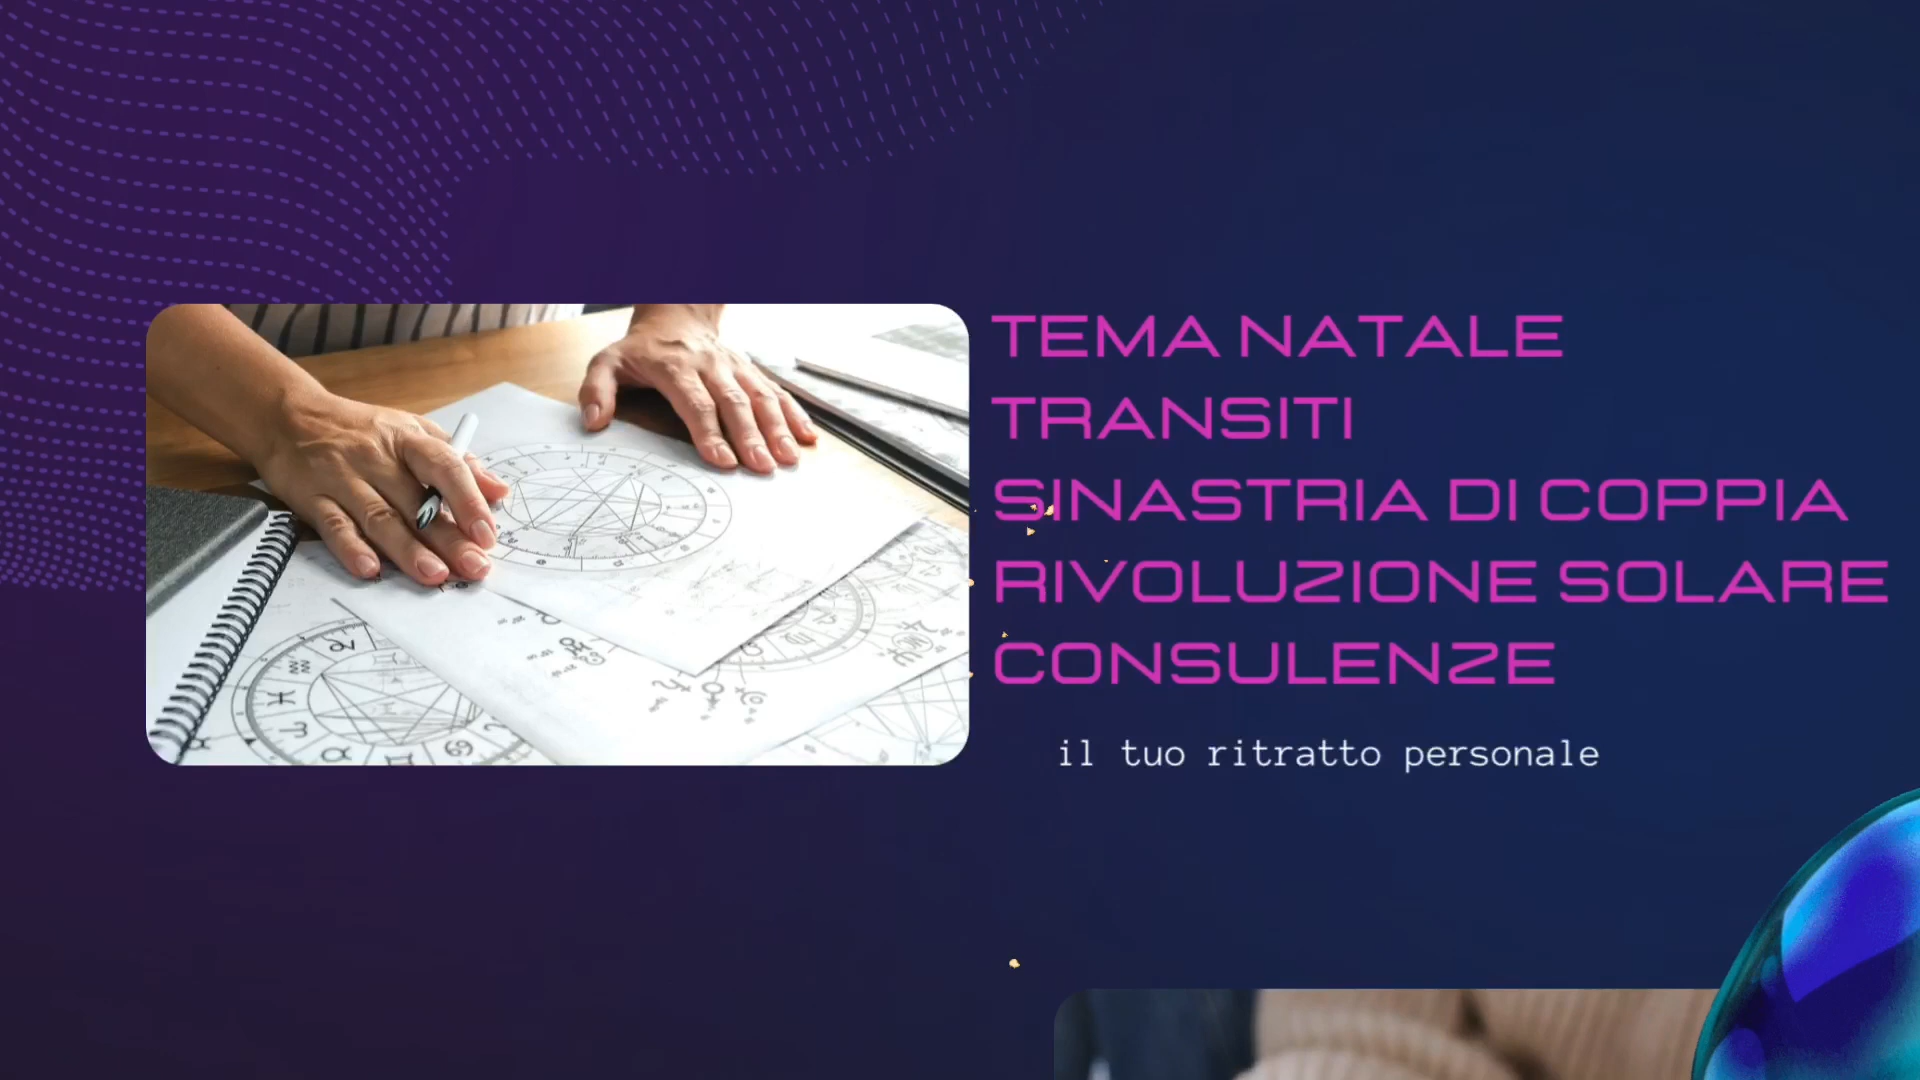 TEMA NATALE
TRANSITI
SINASTRIA DI COPPIA
RIVOLUZIONE SOLARE
CONSULENZE
il tuo ritratto personale